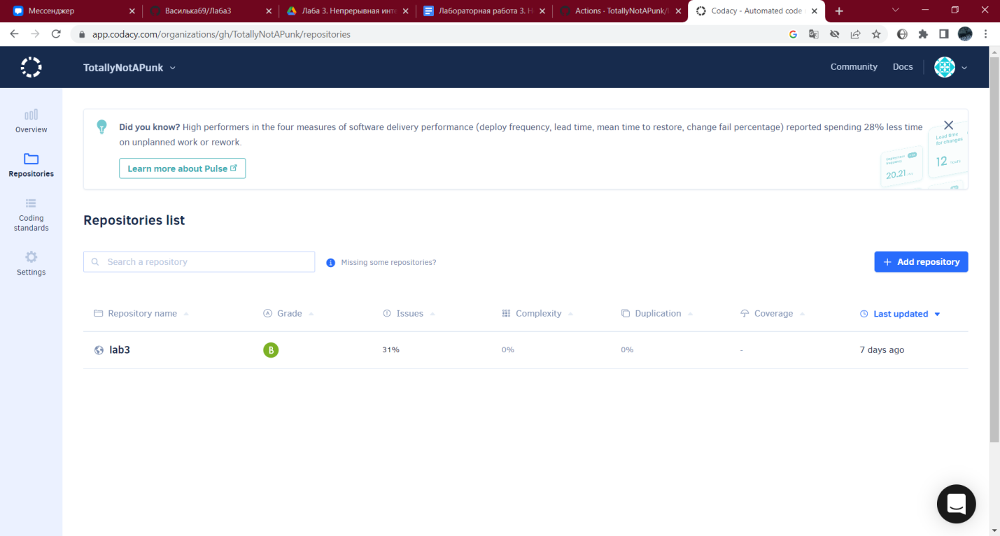 Мессенджер
Василька69/Лаба3
Лаба 3. Непрерывная инте
Лабораторная работа 3. Н
Actions · TotallyNotAPunk/l
Codacy - Automated code
app.codacy.com/organizations/gh/TotallyNotAPunk/repositories
TotallyNotAPunk
Community
Docs
Overview
Repositories
Coding
standards
Settings
Did you know? High performers in the four measures of software delivery performance (deploy frequency, lead time, mean time to restore, change fail percentage) reported spending 28% less time
on unplanned work or rework.
Learn more about Pulse
Lead time
for changes
12 hours
Deployment
frequency
20.21
Repositories list
Search a repository
Missing some repositories?
+ Add repository
Repository name Grade Issues Complexity Duplication Coverage Last updated
lab3 B 31% 0% 0% - 7 days ago